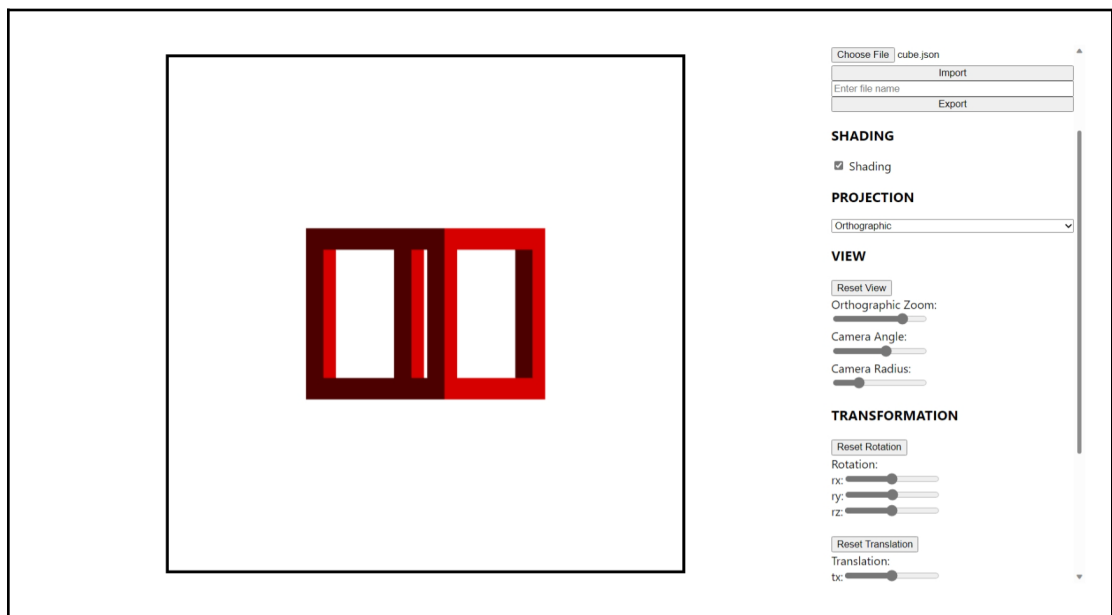 Choose File cube.json
Import
Enter file name
Export
SHADING
Shading
PROJECTION
Orthographic
VIEW
Reset View
Orthographic Zoom:
Camera Angle:
Camera Radius:
TRANSFORMATION
Reset Rotation
Rotation:
rx:
ry:
rz:
Reset Translation
Translation:
tx: